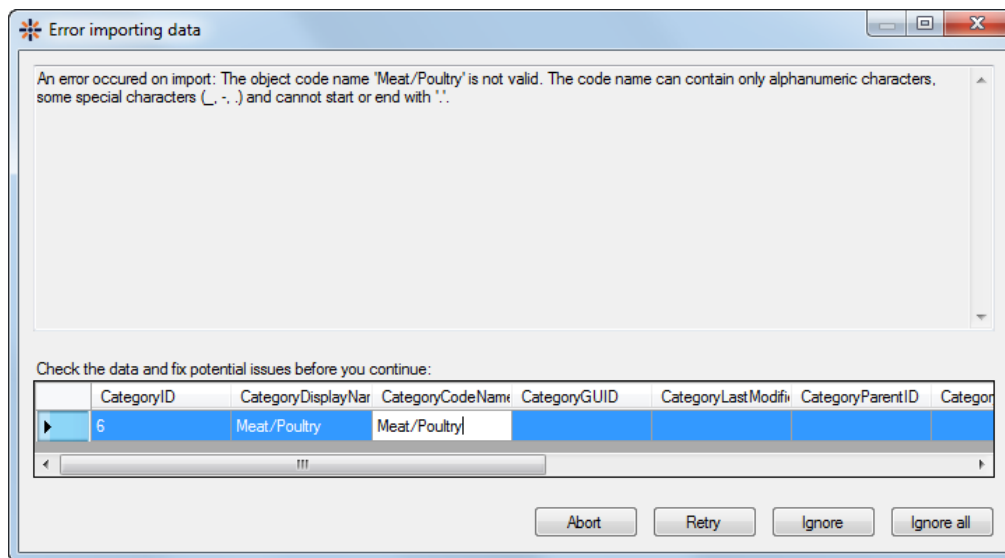 Error importing data
An error occured on import: The object code name 'Meat/Poultry' is not valid. The code name can contain only alphanumeric characters,
some special characters (_, -, .) and cannot start or end with '.'.
Check the data and fix potential issues before you continue:
CategoryID CategoryDisplayNar CategoryCodeName CategoryGUID CategoryLastModifi CategoryParentID Categor
6 Meat/Poultry Meat/Poultry
Abort Retry Ignore Ignore all